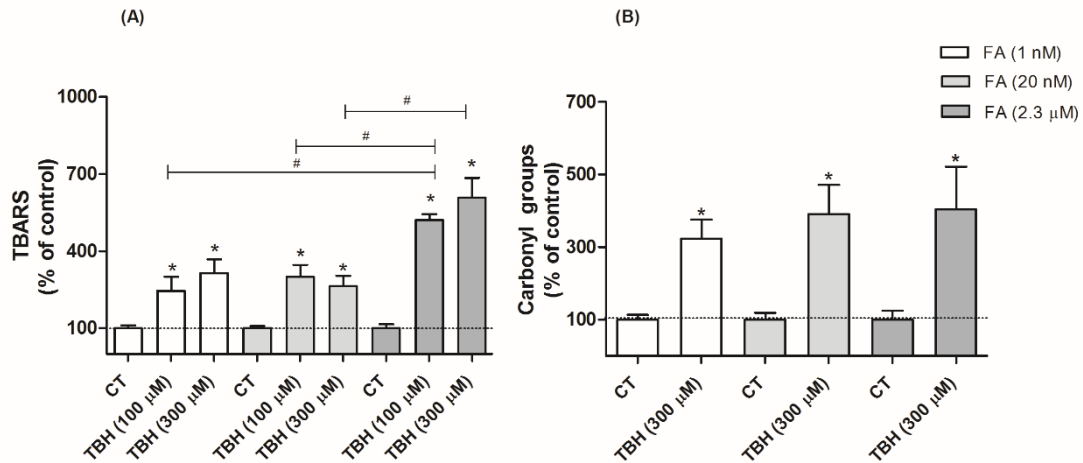 (A)
TBARS
(% of control)
1000
700
400
100
#
#
#
*
*
*
*
*
*
CT
TBH (100 μM)
TBH (300 μM)
CT
TBH (100 μM)
TBH (300 μM)
CT
TBH (100 μM)
TBH (300 μM)
(B)
Carbonyl groups
(% of control)
700
500
300
100
*
*
*
CT
TBH (300 μM)
CT
TBH (300 μM)
CT
TBH (300 μM)
FA (1 nM)
FA (20 nM)
FA (2.3 μM)